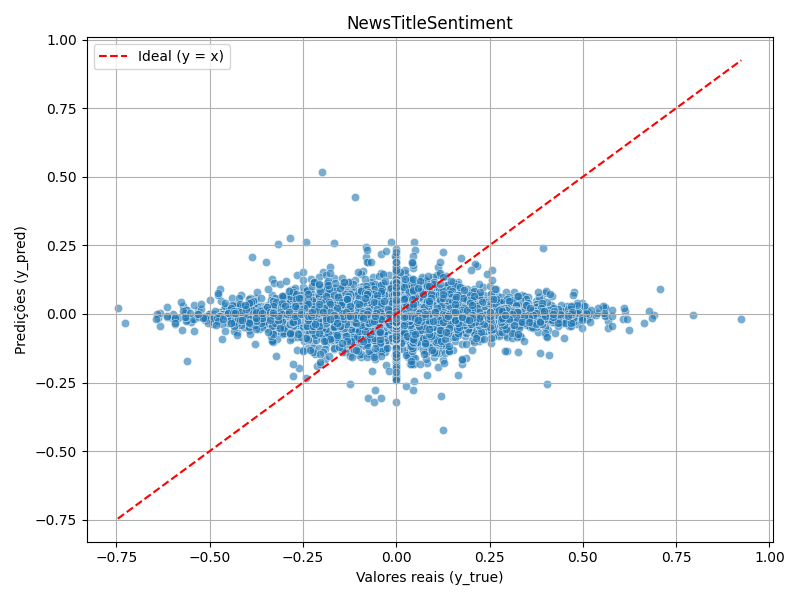 NewsTitleSentiment
Ideal (y = x)
1.00
0.75
0.50
0.25
0.00
−0.25
−0.50
−0.75
Predições (y_pred)
−0.75 −0.50 −0.25 0.00 0.25 0.50 0.75 1.00
Valores reais (y_true)